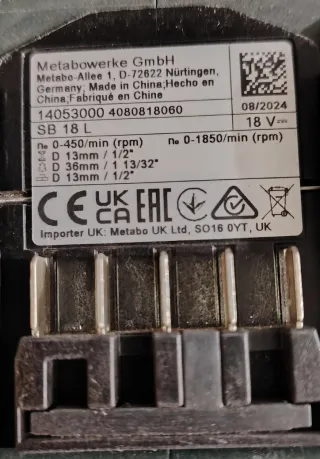 Metabowerke GmbH
Metabo-Allee 1, D-72622 Nürtingen,
Germany; Made in China;Hecho en
China;Fabriqué en Chine
08/2024
14053000 4080818060
18 V
SB 18 L
n₀ 0-450/min (rpm) n₀ 0-1850/min (rpm)
D 13mm / 1/2"
D 36mm / 1 13/32"
D 13mm / 1/2"
CE UK CA EAC
Importer UK: Metabo UK Ltd, SO16 0YT, UK